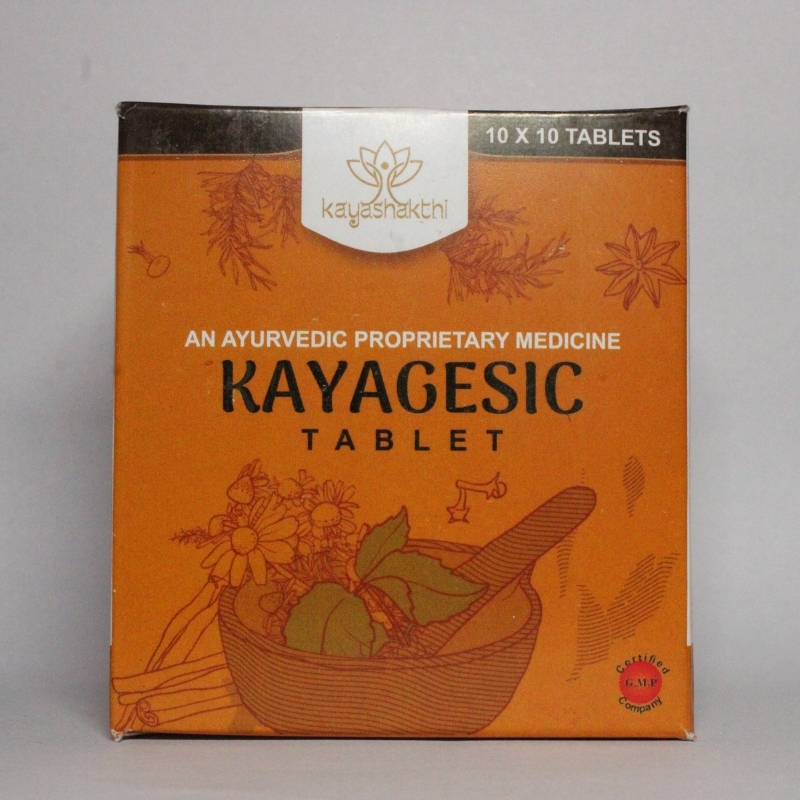 10 X 10 TABLETS
kayashakthi
AN AYURVEDIC PROPRIETARY MEDICINE
KAYAGESIC
TABLET
Certified
G.M.P
Company